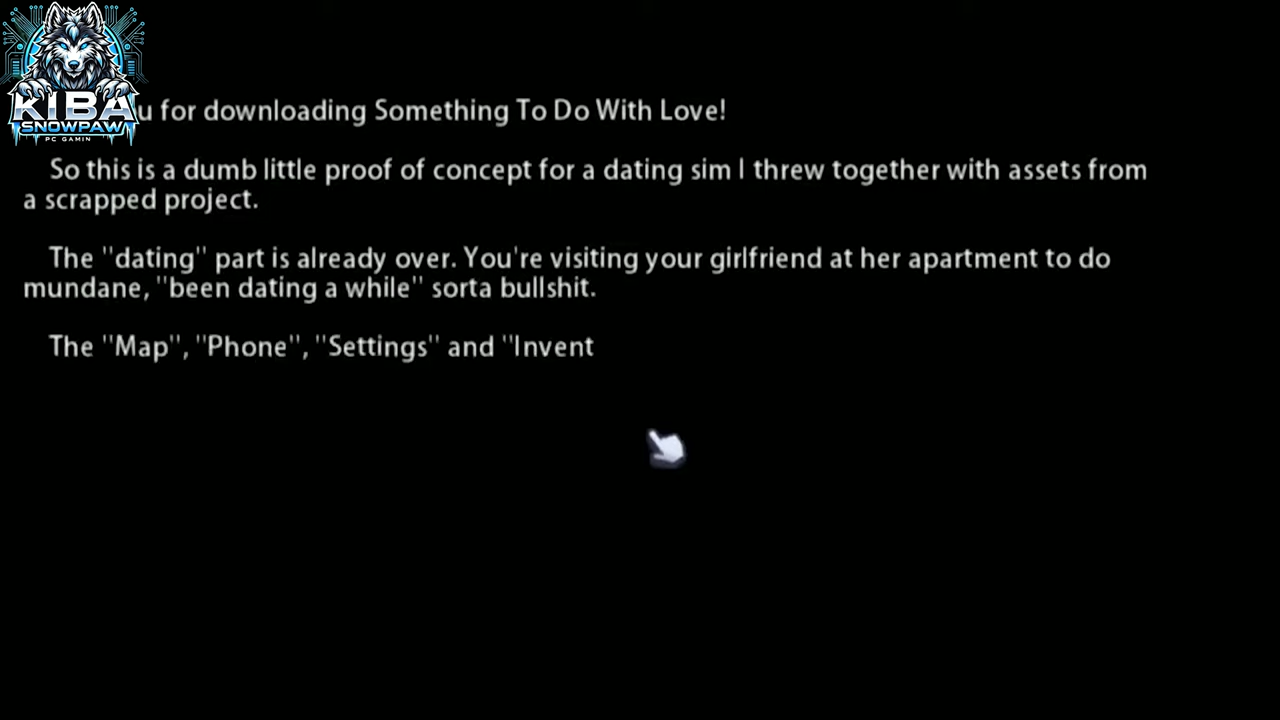 KIBA
SNOWPAW
PC GAMIN
u for downloading Something To Do With Love!
So this is a dumb little proof of concept for a dating sim I threw together with assets from
a scrapped project.
The "dating" part is already over. You're visiting your girlfriend at her apartment to do
mundane, "been dating a while" sorta bullshit.
The "Map", "Phone", "Settings" and "Invent